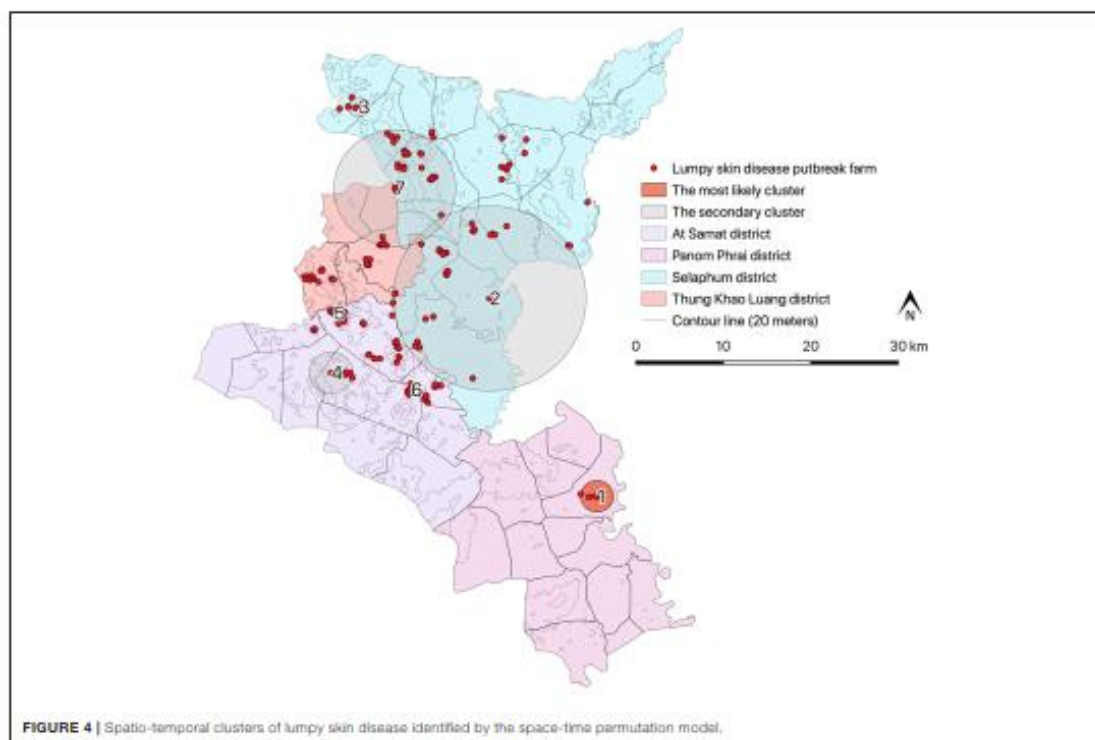 3
7
2
5
4
6
1
Lumpy skin disease putbreak farm
The most likely cluster
The secondary cluster
At Samat district
Panom Phrai district
Selaphum district
Thung Khao Luang district
Contour line (20 meters)
N
0 10 20 30 km
FIGURE 4 | Spatio-temporal clusters of lumpy skin disease identified by the space-time permutation model.